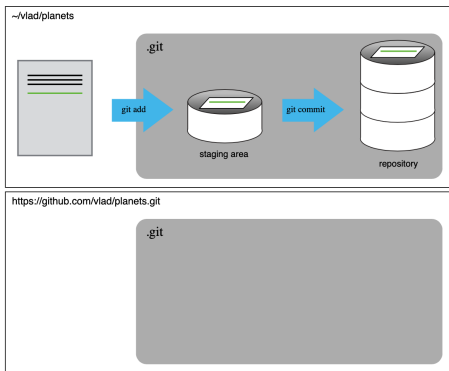 ~/vlad/planets
.git
git add
git commit
staging area
repository
https://github.com/vlad/planets.git
.git